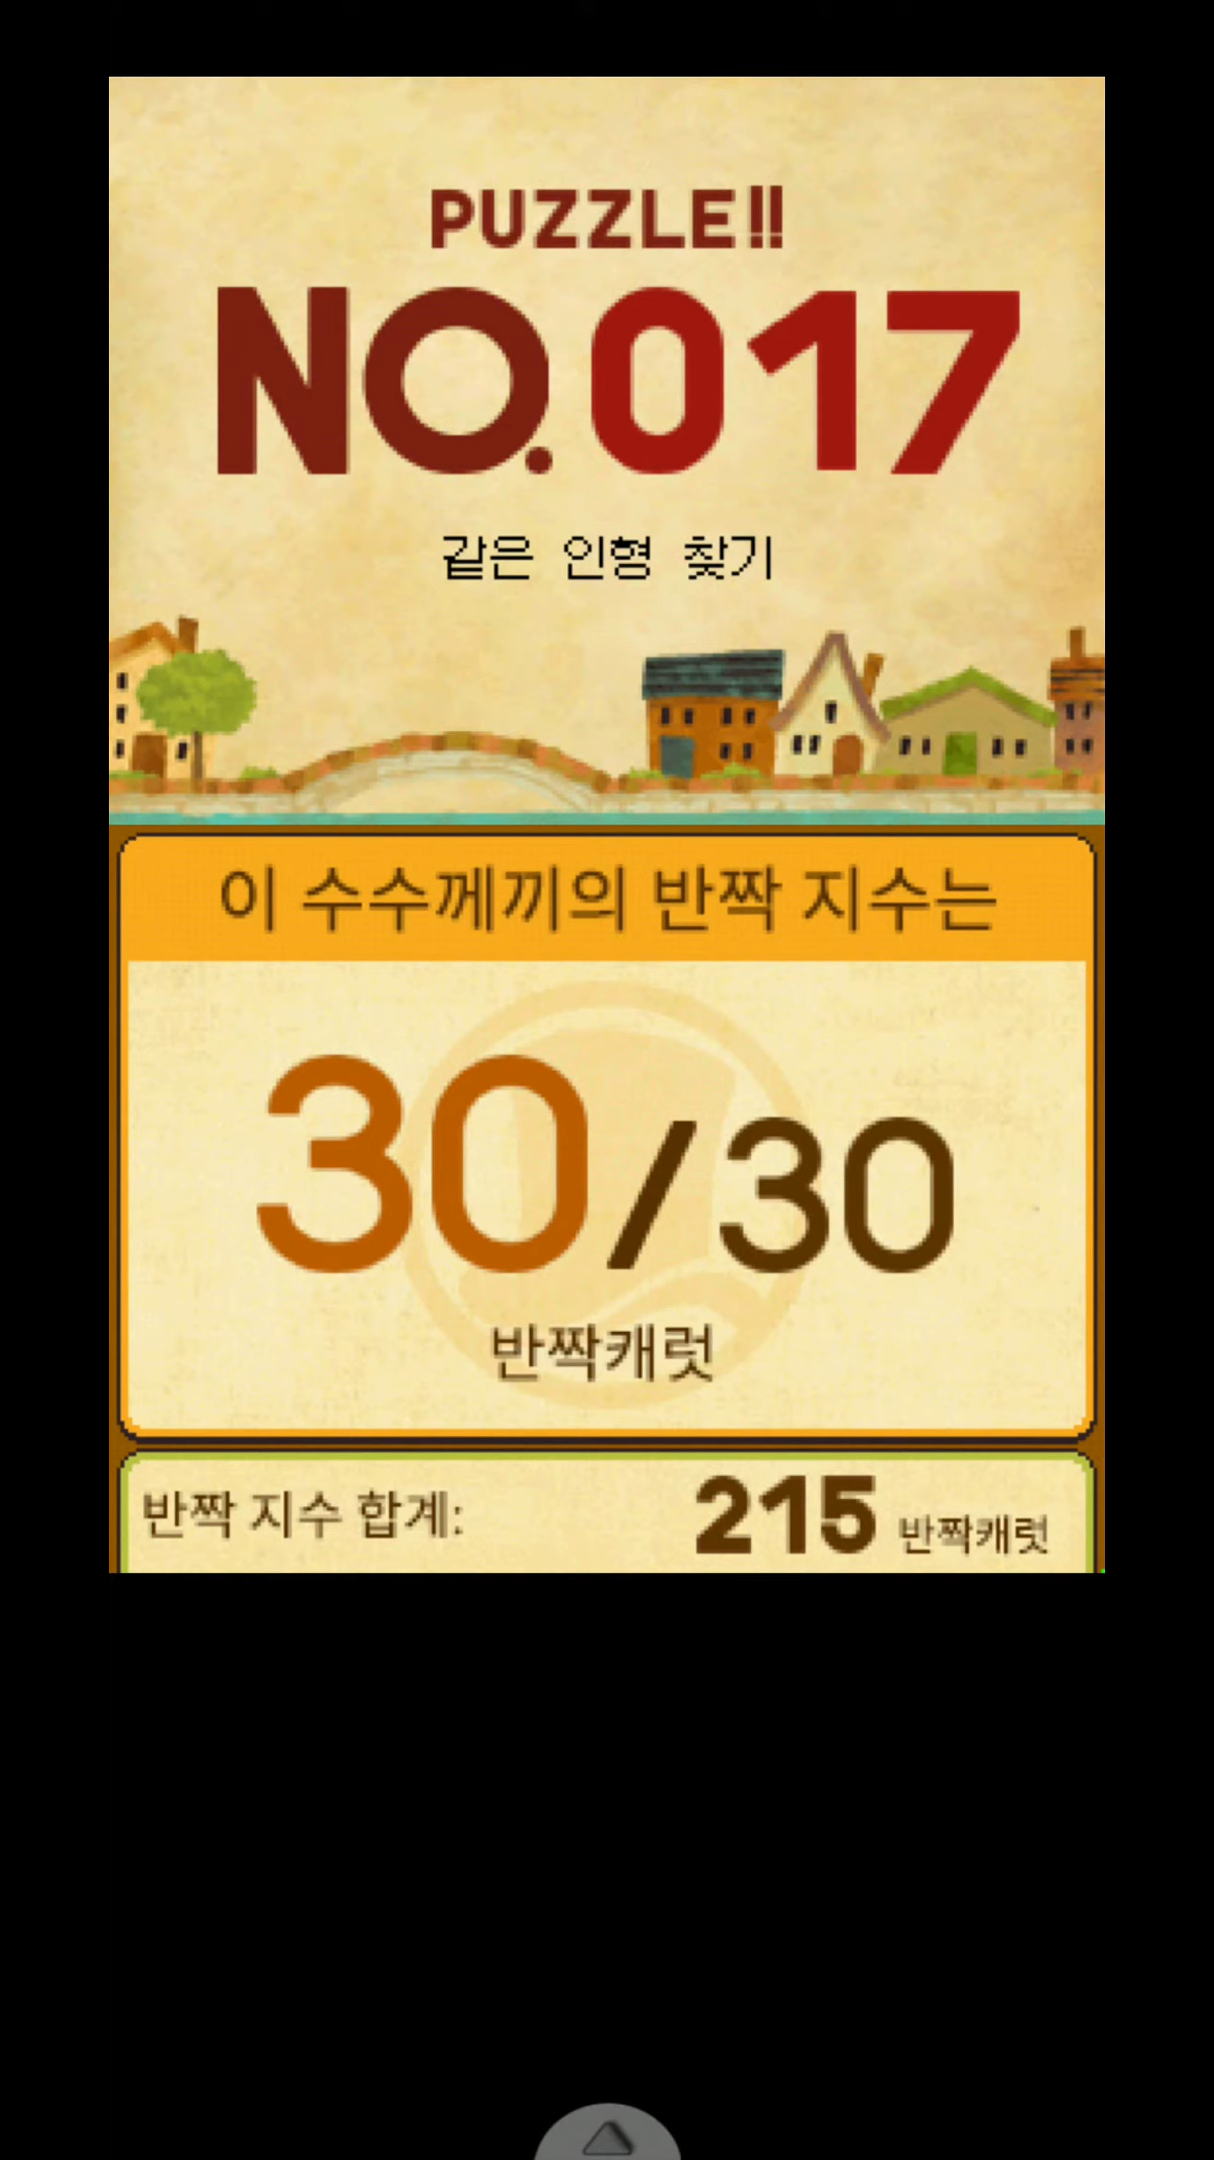 PUZZLE!!
NO.017
같은 인형 찾기
이 수수께끼의 반짝 지수는
30/30
반짝캐럿
반짝 지수 합계: 215 반짝캐럿